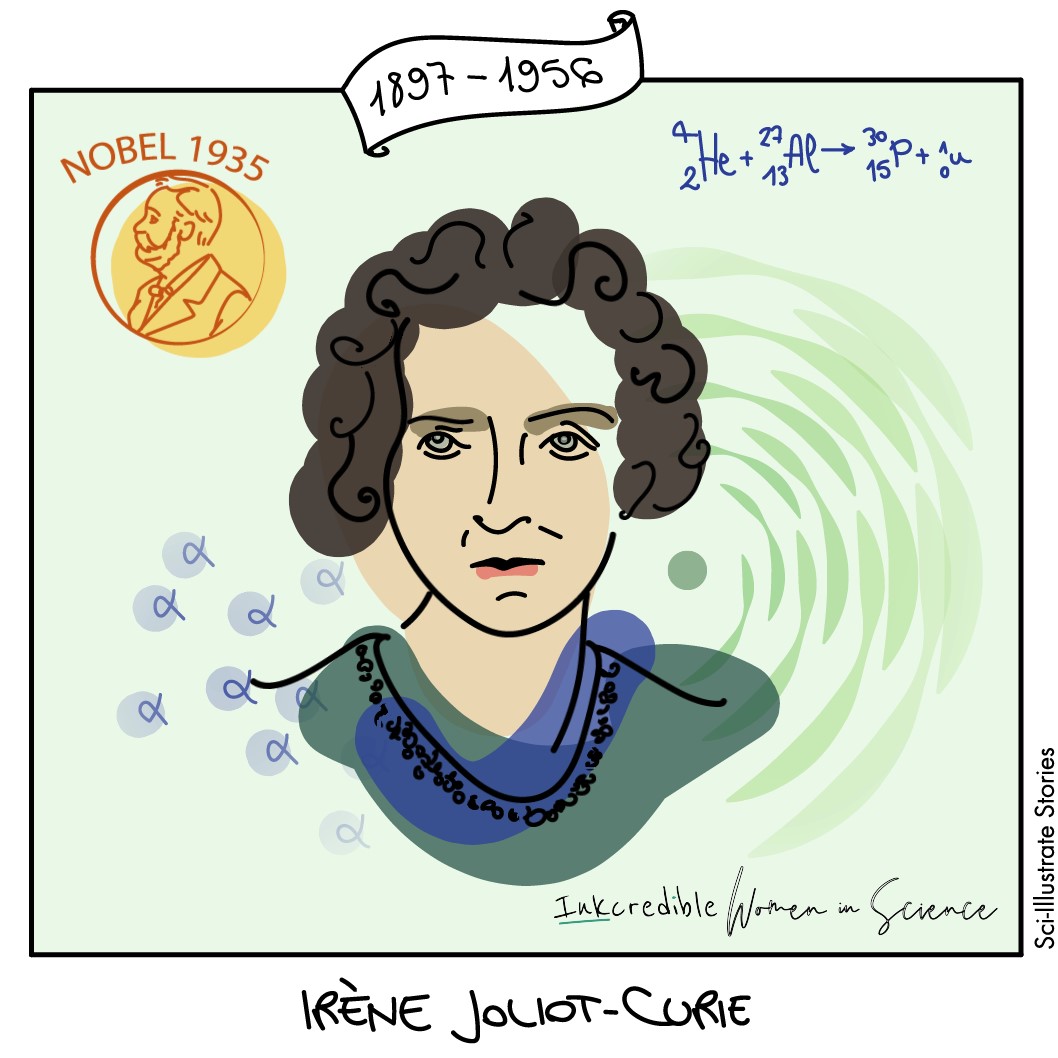 1897 - 1956
NOBEL 1935
⁴₂He + ²⁷₁₃Al → ³⁰₁₅P + ¹₀n
α
α
α
α
α
α
α
α
α
Inkcredible Women in Science
Sci-Illustrate Stories
IRÈNE JOLIOT-CURIE